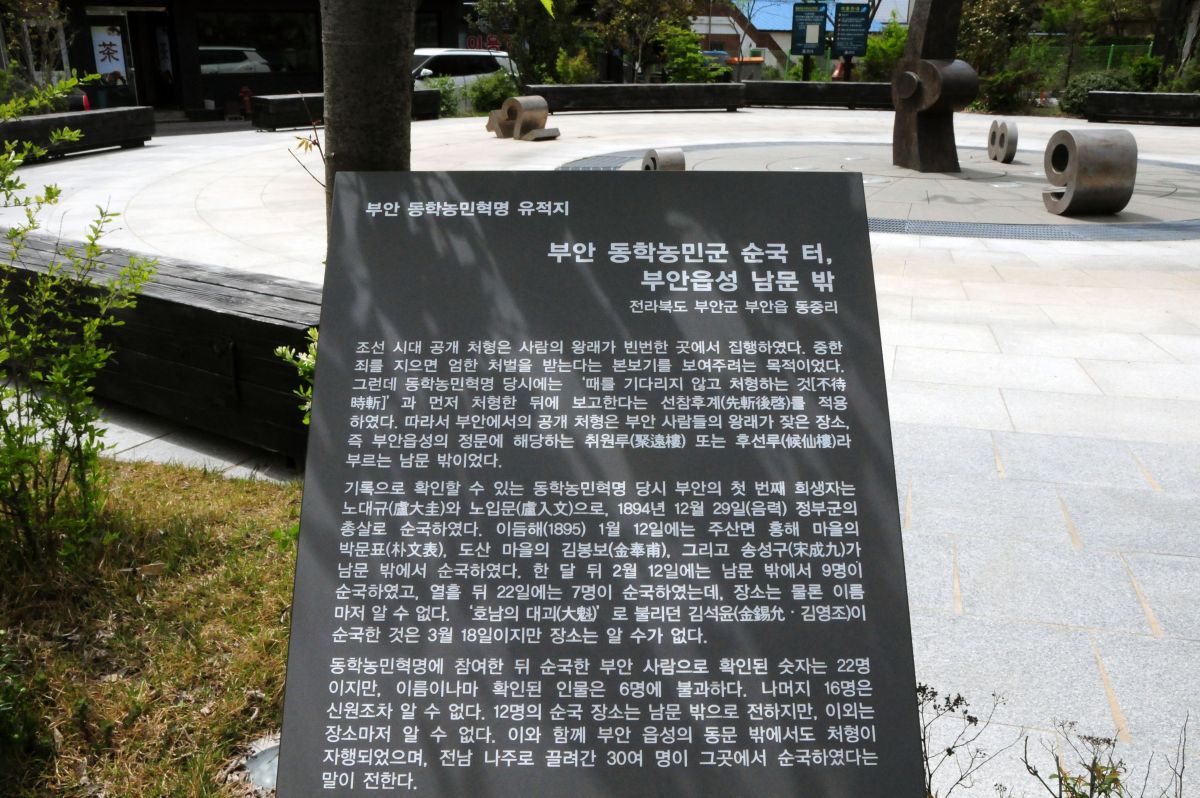 茶
부안 동학농민혁명 유적지
부안 동학농민군 순국 터,
부안읍성 남문 밖
전라북도 부안군 부안읍 동중리
조선 시대 공개 처형은 사람의 왕래가 빈번한 곳에서 집행하였다. 중한
죄를 지으면 엄한 처벌을 받는다는 본보기를 보여주려는 목적이었다.
그런데 동학농민혁명 당시에는 ‘때를 기다리지 않고 처형하는 것[不待
時斬]’과 먼저 처형한 뒤에 보고한다는 선참후계(先斬後啓)를 적용
하였다. 따라서 부안에서의 공개 처형은 부안 사람들의 왕래가 잦은 장소,
즉 부안읍성의 정문에 해당하는 취원루(聚遠樓) 또는 후선루(候仙樓)라
부르는 남문 밖이었다.
기록으로 확인할 수 있는 동학농민혁명 당시 부안의 첫 번째 희생자는
노대규(盧大圭)와 노입문(盧入文)으로, 1894년 12월 29일(음력) 정부군의
총살로 순국하였다. 이듬해(1895) 1월 12일에는 주산면 홍해 마을의
박문표(朴文表), 도산 마을의 김봉보(金奉甫), 그리고 송성구(宋成九)가
남문 밖에서 순국하였다. 한 달 뒤 2월 12일에는 남문 밖에서 9명이
순국하였고, 열흘 뒤 22일에는 7명이 순국하였는데, 장소는 물론 이름
마저 알 수 없다. ‘호남의 대괴(大魁)’로 불리던 김석윤(金錫允 · 김영조)이
순국한 것은 3월 18일이지만 장소는 알 수가 없다.
동학농민혁명에 참여한 뒤 순국한 부안 사람으로 확인된 숫자는 22명
이지만, 이름이나마 확인된 인물은 6명에 불과하다. 나머지 16명은
신원조차 알 수 없다. 12명의 순국 장소는 남문 밖으로 전하지만, 이외는
장소마저 알 수 없다. 이와 함께 부안 읍성의 동문 밖에서도 처형이
자행되었으며, 전남 나주로 끌려간 30여 명이 그곳에서 순국하였다는
말이 전한다.